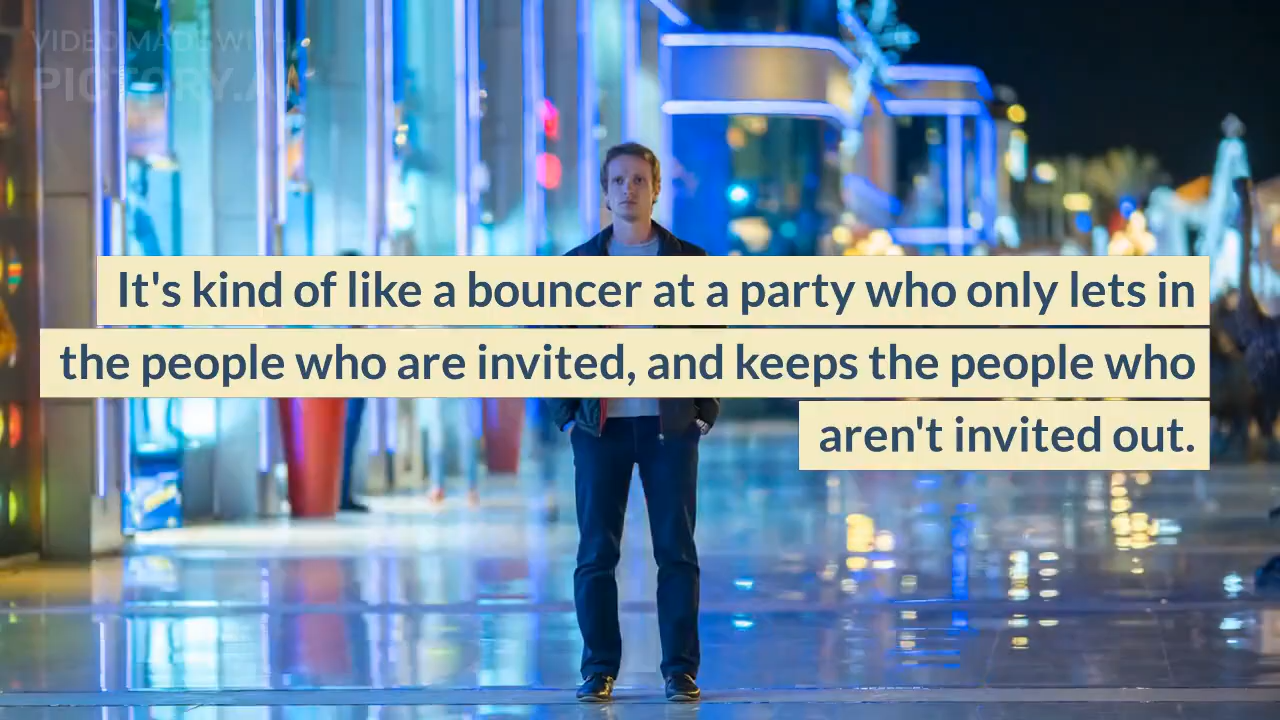 VIDEO MADE WITH
PICTORY.AI
It's kind of like a bouncer at a party who only lets in
the people who are invited, and keeps the people who
aren't invited out.